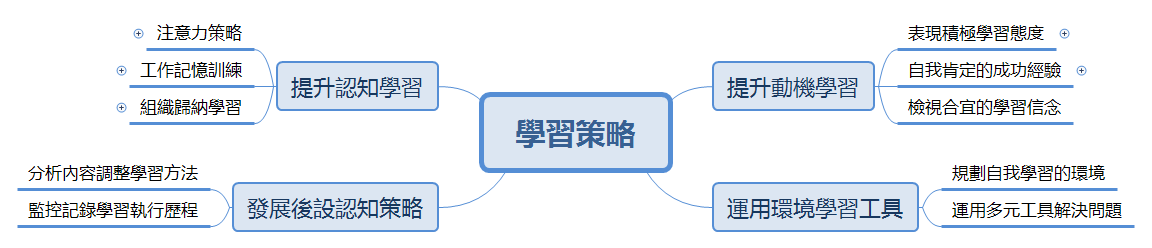 學習策略
提升認知學習
注意力策略
工作記憶訓練
組織歸納學習
發展後設認知策略
分析內容調整學習方法
監控記錄學習執行歷程
提升動機學習
表現積極學習態度
自我肯定的成功經驗
檢視合宜的學習信念
運用環境學習工具
規劃自我學習的環境
運用多元工具解決問題